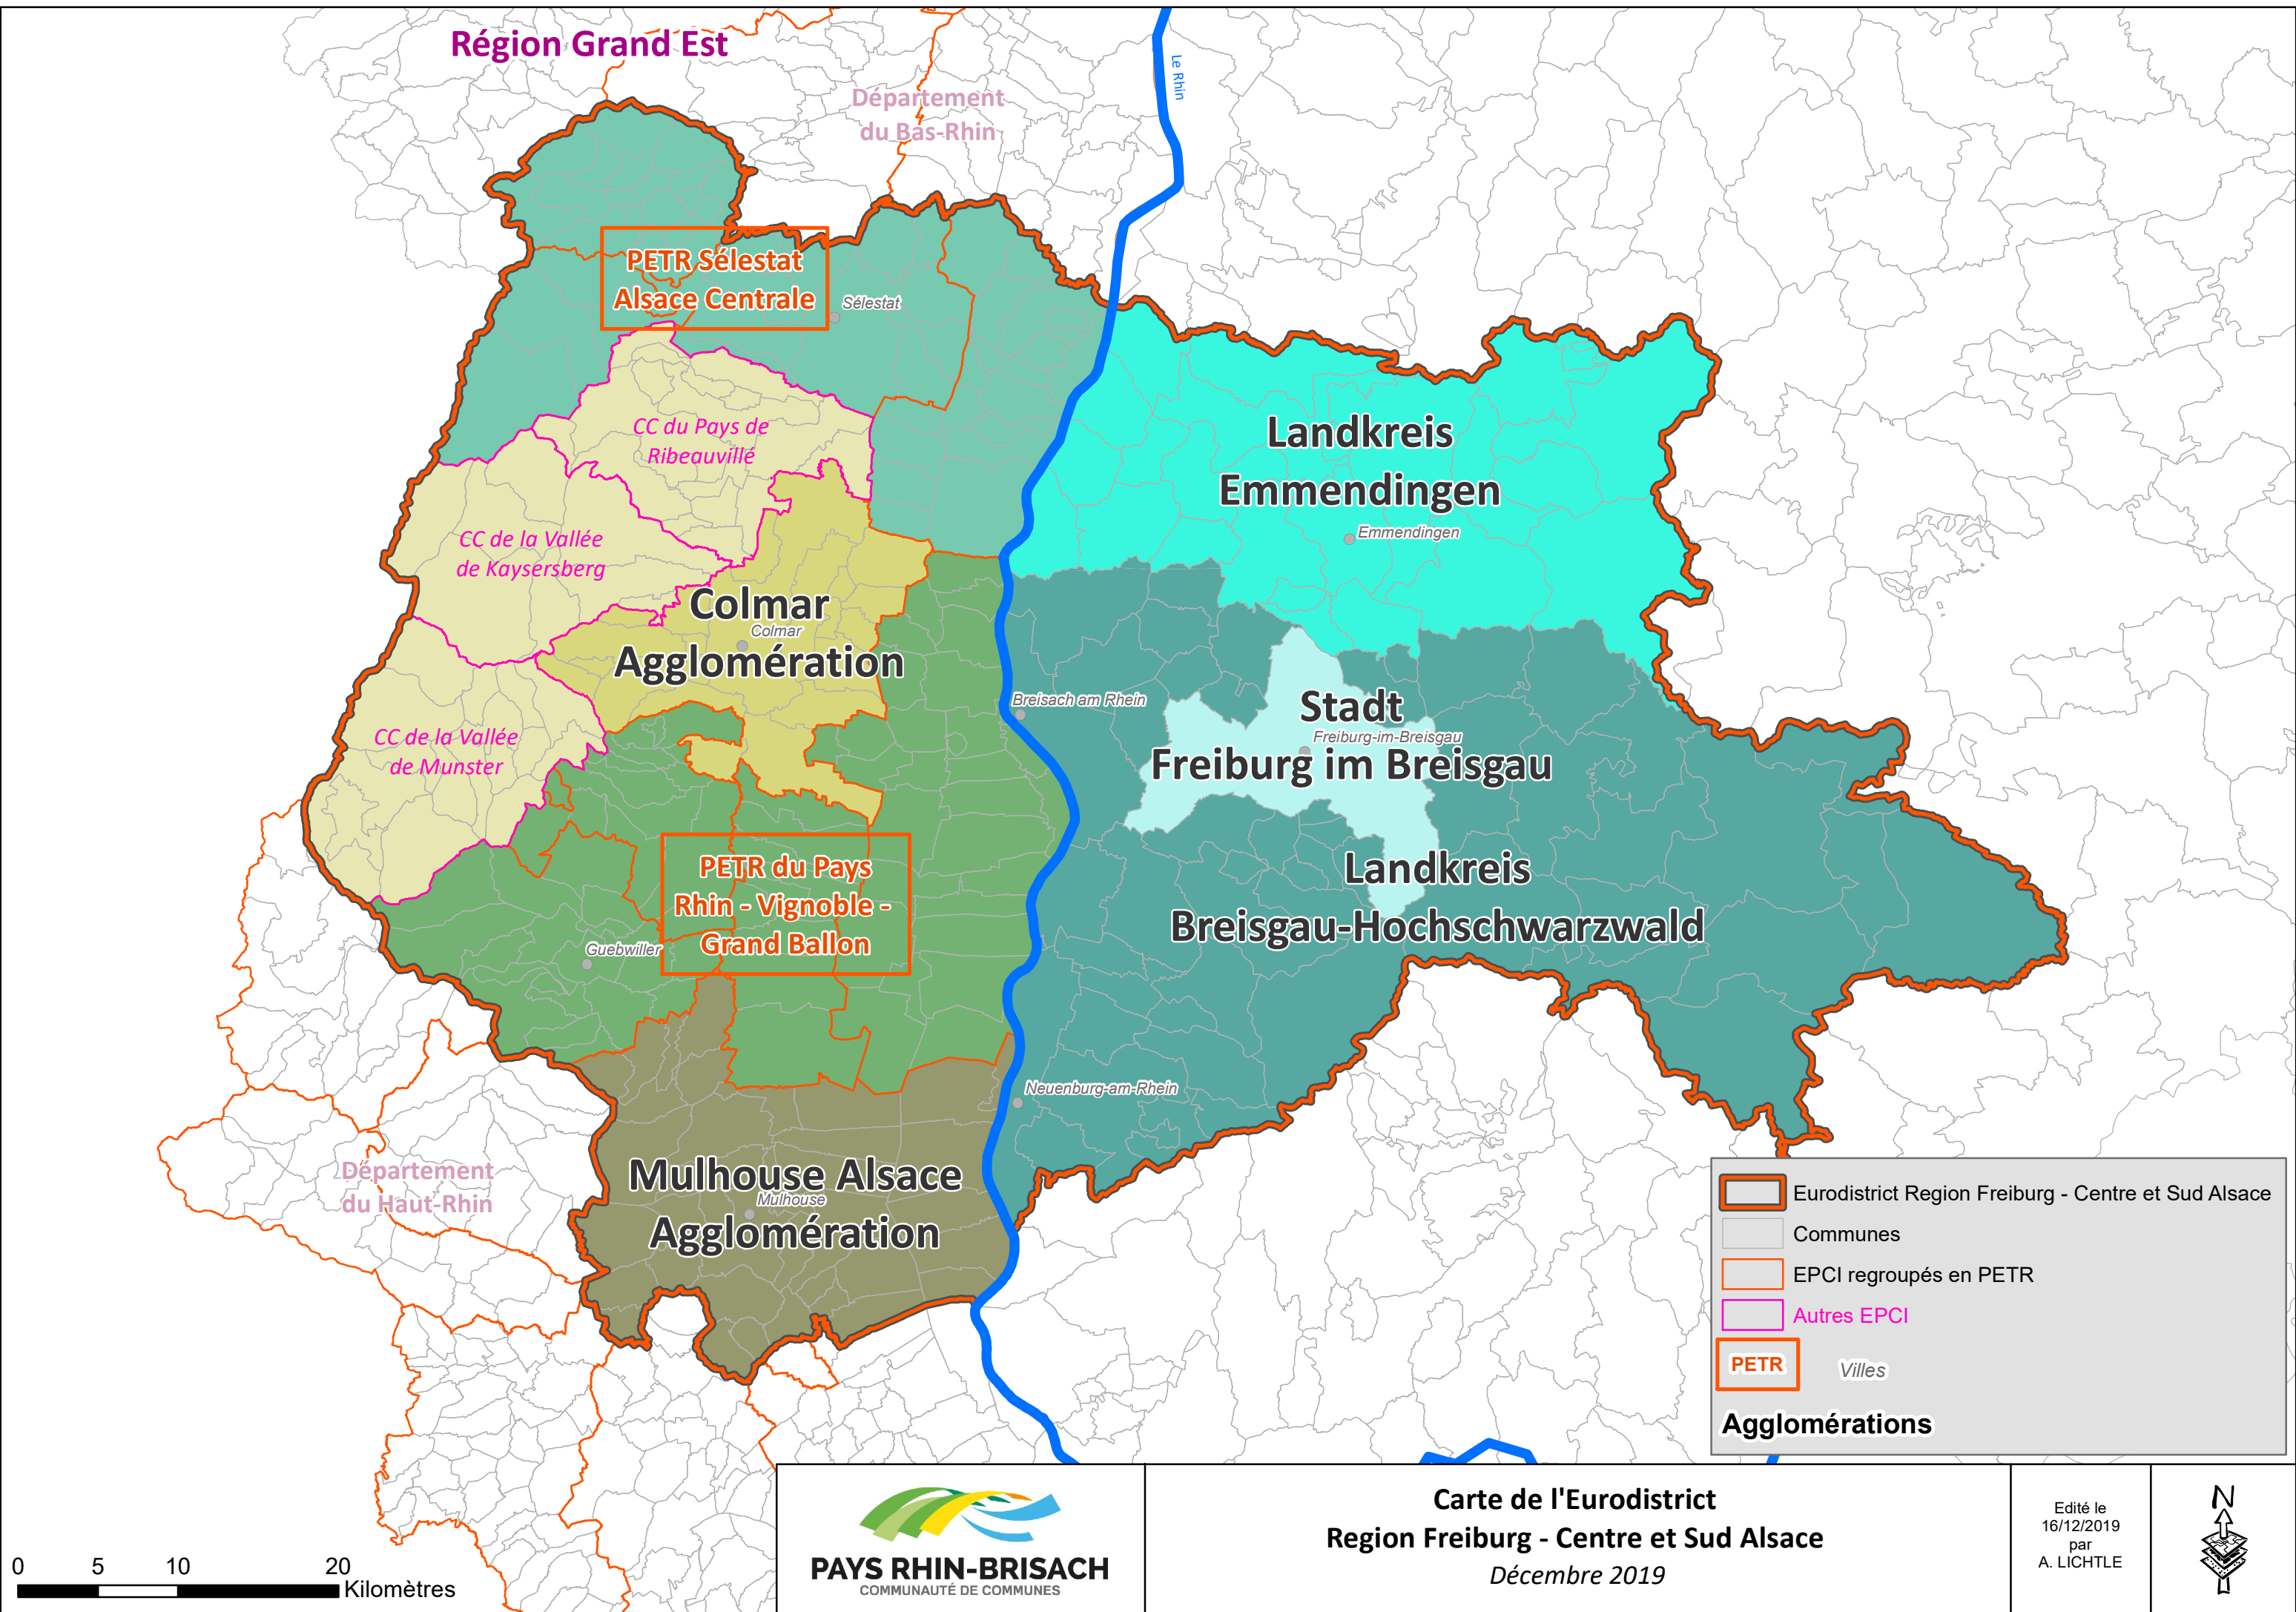 Région Grand Est
Département
du Bas-Rhin
Le Rhin
PETR Sélestat
Alsace Centrale
Sélestat
CC du Pays de
Ribeauvillé
Landkreis
Emmendingen
Emmendingen
CC de la Vallée
de Kaysersberg
Colmar
Colmar
Agglomération
Breisach am Rhein
Stadt
Freiburg-im-Breisgau
Freiburg im Breisgau
CC de la Vallée
de Munster
PETR du Pays
Rhin - Vignoble -
Grand Ballon
Guebwiller
Landkreis
Breisgau-Hochschwarzwald
Neuenburg-am-Rhein
Département
du Haut-Rhin
Mulhouse Alsace
Mulhouse
Agglomération
Eurodistrict Region Freiburg - Centre et Sud Alsace
Communes
EPCI regroupés en PETR
Autres EPCI
PETR
Villes
Agglomérations
0 5 10 20
Kilomètres
PAYS RHIN-BRISACH
COMMUNAUTÉ DE COMMUNES
Carte de l'Eurodistrict
Region Freiburg - Centre et Sud Alsace
Décembre 2019
Edité le
16/12/2019
par
A. LICHTLE
N